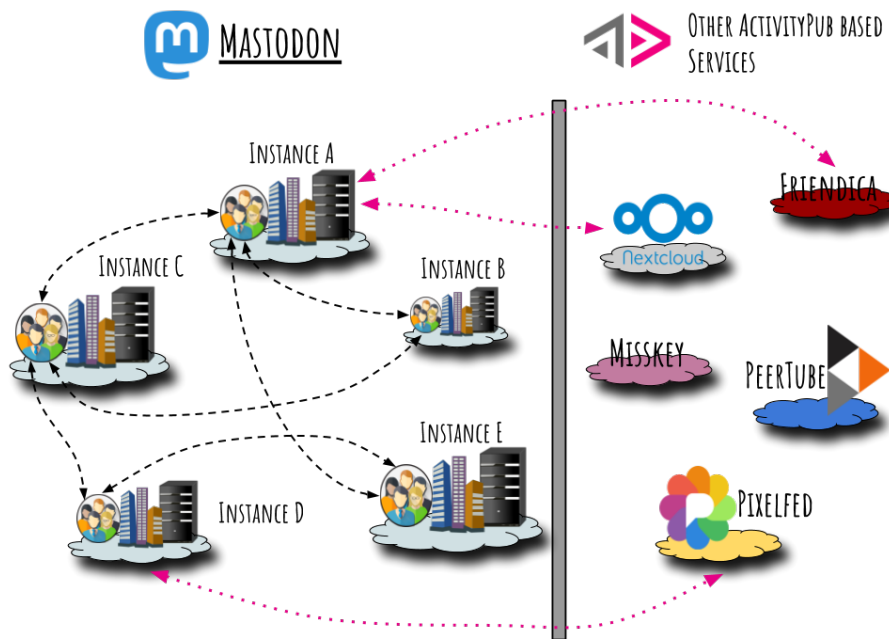 Mastodon
Other ActivityPub based
Services
Instance A
Friendica
Instance C
Instance B
Nextcloud
Misskey
PeerTube
Instance E
Instance D
Pixelfed